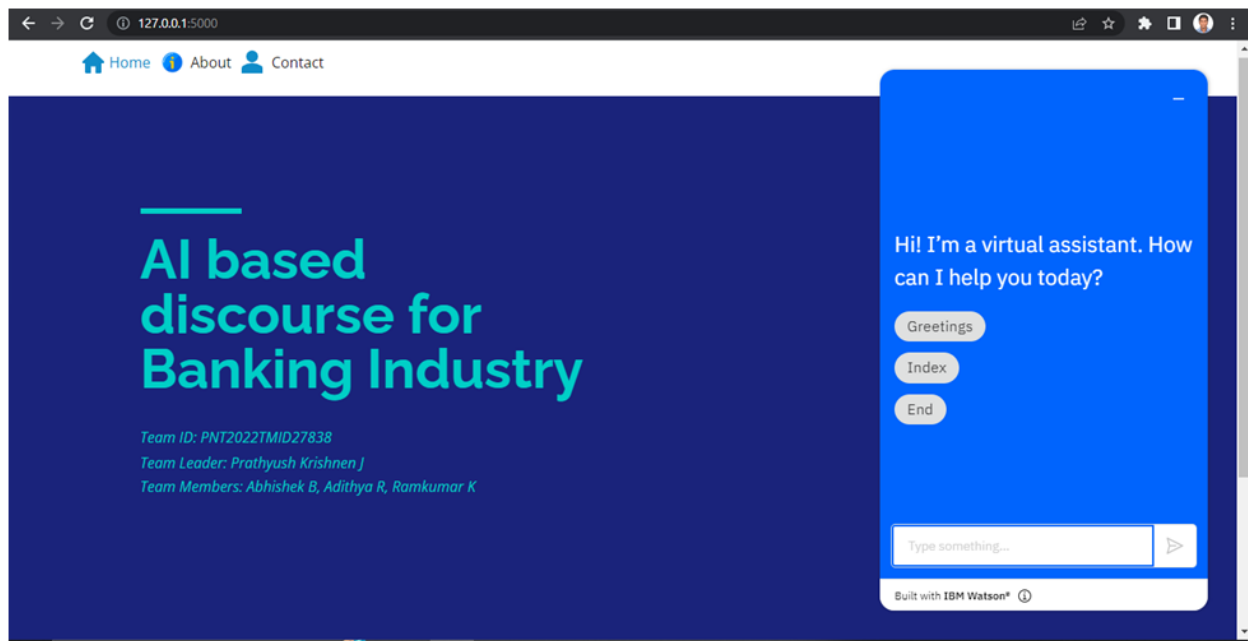 127.0.0.1:5000
Home About Contact
AI based
discourse for
Banking Industry
Team ID: PNT2022TMID27838
Team Leader: Prathyush Krishnen J
Team Members: Abhishek B, Adithya R, Ramkumar K
Hi! I'm a virtual assistant. How
can I help you today?
Greetings
Index
End
Type something...
Built with IBM Watson®